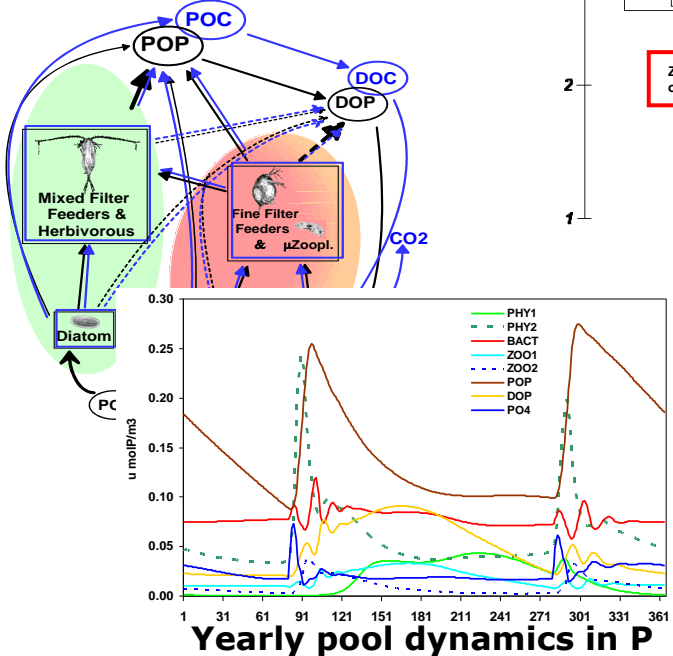 POC
POP
DOC
DOP
Mixed Filter
Feeders &
Herbivorous
Fine Filter
Feeders
& µZoopl.
CO2
Diatom
2
1
0.30
0.25
0.20
0.15
0.10
0.05
0.00
u molP/m3
PHY1
PHY2
BACT
ZOO1
ZOO2
POP
DOP
PO4
1 31 61 91 121 151 181 211 241 271 301 331 361
Yearly pool dynamics in P